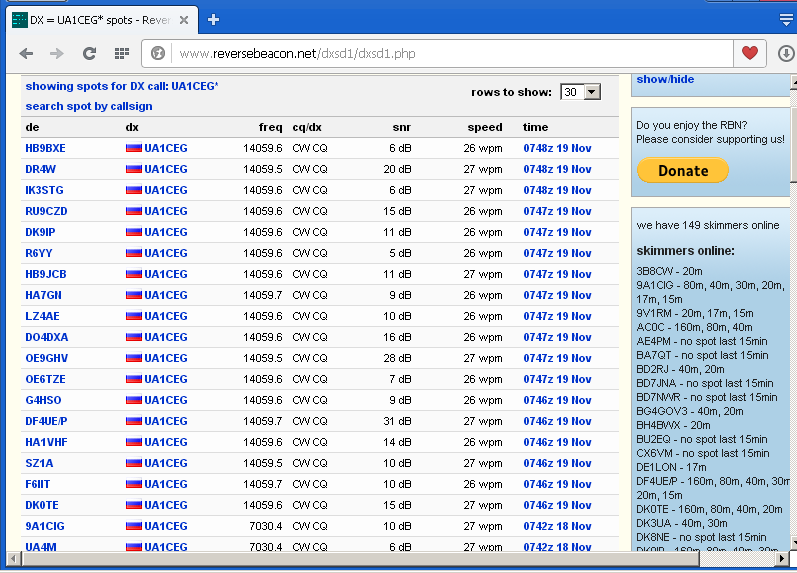 DX = UA1CEG* spots - Rever
www.reversebeacon.net/dxsd1/dxsd1.php
showing spots for DX call: UA1CEG*
search spot by callsign
rows to show: 30
de dx freq cq/dx snr speed time
HB9BXE UA1CEG 14059.6 CW CQ 6 dB 26 wpm 0748z 19 Nov
DR4W UA1CEG 14059.5 CW CQ 20 dB 27 wpm 0748z 19 Nov
IK3STG UA1CEG 14059.6 CW CQ 6 dB 27 wpm 0748z 19 Nov
RU9CZD UA1CEG 14059.6 CW CQ 15 dB 26 wpm 0747z 19 Nov
DK9IP UA1CEG 14059.6 CW CQ 11 dB 26 wpm 0747z 19 Nov
R6YY UA1CEG 14059.6 CW CQ 5 dB 26 wpm 0747z 19 Nov
HB9JCB UA1CEG 14059.6 CW CQ 11 dB 27 wpm 0747z 19 Nov
HA7GN UA1CEG 14059.7 CW CQ 9 dB 26 wpm 0747z 19 Nov
LZ4AE UA1CEG 14059.6 CW CQ 10 dB 26 wpm 0747z 19 Nov
DO4DXA UA1CEG 14059.6 CW CQ 16 dB 26 wpm 0747z 19 Nov
OE9GHV UA1CEG 14059.5 CW CQ 28 dB 27 wpm 0747z 19 Nov
OE6TZE UA1CEG 14059.6 CW CQ 7 dB 26 wpm 0747z 19 Nov
G4HSO UA1CEG 14059.6 CW CQ 9 dB 26 wpm 0746z 19 Nov
DF4UE/P UA1CEG 14059.7 CW CQ 31 dB 27 wpm 0746z 19 Nov
HA1VHF UA1CEG 14059.6 CW CQ 14 dB 26 wpm 0746z 19 Nov
SZ1A UA1CEG 14059.5 CW CQ 10 dB 27 wpm 0746z 19 Nov
F6IIT UA1CEG 14059.7 CW CQ 10 dB 26 wpm 0746z 19 Nov
DK0TE UA1CEG 14059.6 CW CQ 15 dB 27 wpm 0746z 19 Nov
9A1CIG UA1CEG 7030.4 CW CQ 10 dB 27 wpm 0742z 18 Nov
UA4M UA1CEG 7030.4 CW CQ 6 dB 27 wpm 0742z 18 Nov
show/hide
Do you enjoy the RBN?
Please consider supporting us!
Donate
we have 149 skimmers online
skimmers online:
3B8CW - 20m
9A1CIG - 80m, 40m, 30m, 20m,
17m, 15m
9V1RM - 20m, 17m, 15m
AC0C - 160m, 80m, 40m
AE4PM - no spot last 15min
BA7QT - no spot last 15min
BD2RJ - 40m, 20m
BD7JNA - no spot last 15min
BD7NWR - no spot last 15min
BG4GOV3 - 40m, 20m
BH4BWX - 20m
BU2EQ - no spot last 15min
CX6VM - no spot last 15min
DE1LON - 17m
DF4UE/P - 160m, 80m, 40m, 30m
20m, 15m
DK0TE - 160m, 80m, 40m, 20m
DK3UA - 40m, 30m
DK8NE - no spot last 15min
DK9IP - 160m, 80m, 40m, 30m